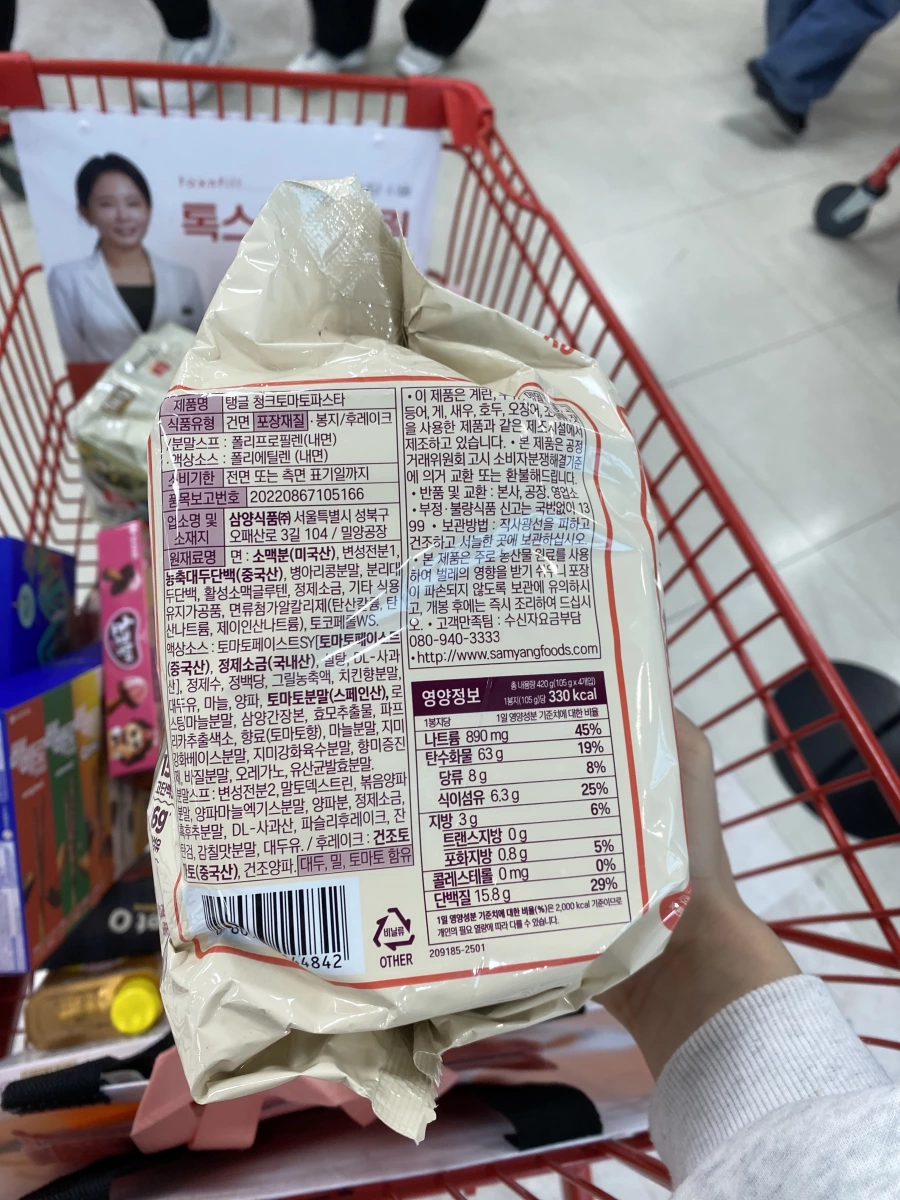 톡스
제품명 탱글 청크토마토파스타
식품유형 건면 포장재질 · 봉지/후레이크
/분말스프 : 폴리프로필렌(내면)
액상소스 : 폴리에틸렌 (내면)
소비기한 전면 또는 측면 표기일까지
품목보고번호 20220867105166
업소명 및 소재지 삼양식품㈜ 서울특별시 성북구
오패산로 3길 104 / 밀양공장
원재료명 면 : 소맥분(미국산), 변성전분1,
농축대두단백(중국산), 병아리콩분말, 분리대
두단백, 활성소맥글루텐, 정제소금, 기타 식용
유지가공품, 면류첨가알칼리제(탄산칼륨, 탄
산나트륨, 제이인산나트륨), 토코페롤WS.
액상소스 : 토마토페이스트SY[토마토페이스트
(중국산), 정제소금(국내산), 설탕, DL-사과
산], 정제수, 정백당, 그릴농축액, 치킨향분말,
대두유, 마늘, 양파, 토마토분말(스페인산), 로
스팅마늘분말, 삼양간장본, 효모추출물, 파프
리카추출색소, 향료(토마토향), 마늘분말, 지미
강화베이스분말, 지미강화육수분말, 향미증진
제, 바질분말, 오레가노, 유산균발효분말.
분말스프 : 변성전분2, 말토덱스트린, 볶음양파
분말, 양파마늘엑기스분말, 양파분, 정제소금,
흑후추분말, DL-사과산, 파슬리후레이크, 잔
탄검, 감칠맛분말, 대두유. / 후레이크 : 건조토
마토(중국산), 건조양파. 대두, 밀, 토마토 함유
44842
비닐류
OTHER
• 이 제품은 계란,
등어, 게, 새우, 호두, 오징어,
을 사용한 제품과 같은 제조시설에서
제조하고 있습니다. • 본 제품은 공정
거래위원회 고시 소비자분쟁해결기준
에 의거 교환 또는 환불해드립니다.
• 반품 및 교환 : 본사, 공장, 영업소
• 부정 · 불량식품 신고는 국번없이 13
99 • 보관방법 : 직사광선을 피하고
건조하고 서늘한 곳에 보관하십시오.
• 본 제품은 주로 농산물 원료를 사용
하여 벌레의 영향을 받기 쉬우니 포장
이 파손되지 않도록 보관에 유의하시
고, 개봉 후에는 즉시 조리하여 드십시
오. • 고객만족팀 : 수신자요금부담
080-940-3333
• http://www.samyangfoods.com
영양정보 총 내용량 420 g (105 g x 4개입)
1봉지(105 g)당 330 kcal
1봉지당 1일 영양성분 기준치에 대한 비율
나트륨 890 mg 45%
탄수화물 63 g 19%
당류 8 g 8%
식이섬유 6.3 g 25%
지방 3 g 6%
트랜스지방 0 g
포화지방 0.8 g 5%
콜레스테롤 0 mg 0%
단백질 15.8 g 29%
1일 영양성분 기준치에 대한 비율(%)은 2,000 kcal 기준이므로
개인의 필요 열량에 따라 다를 수 있습니다.
209185-2501